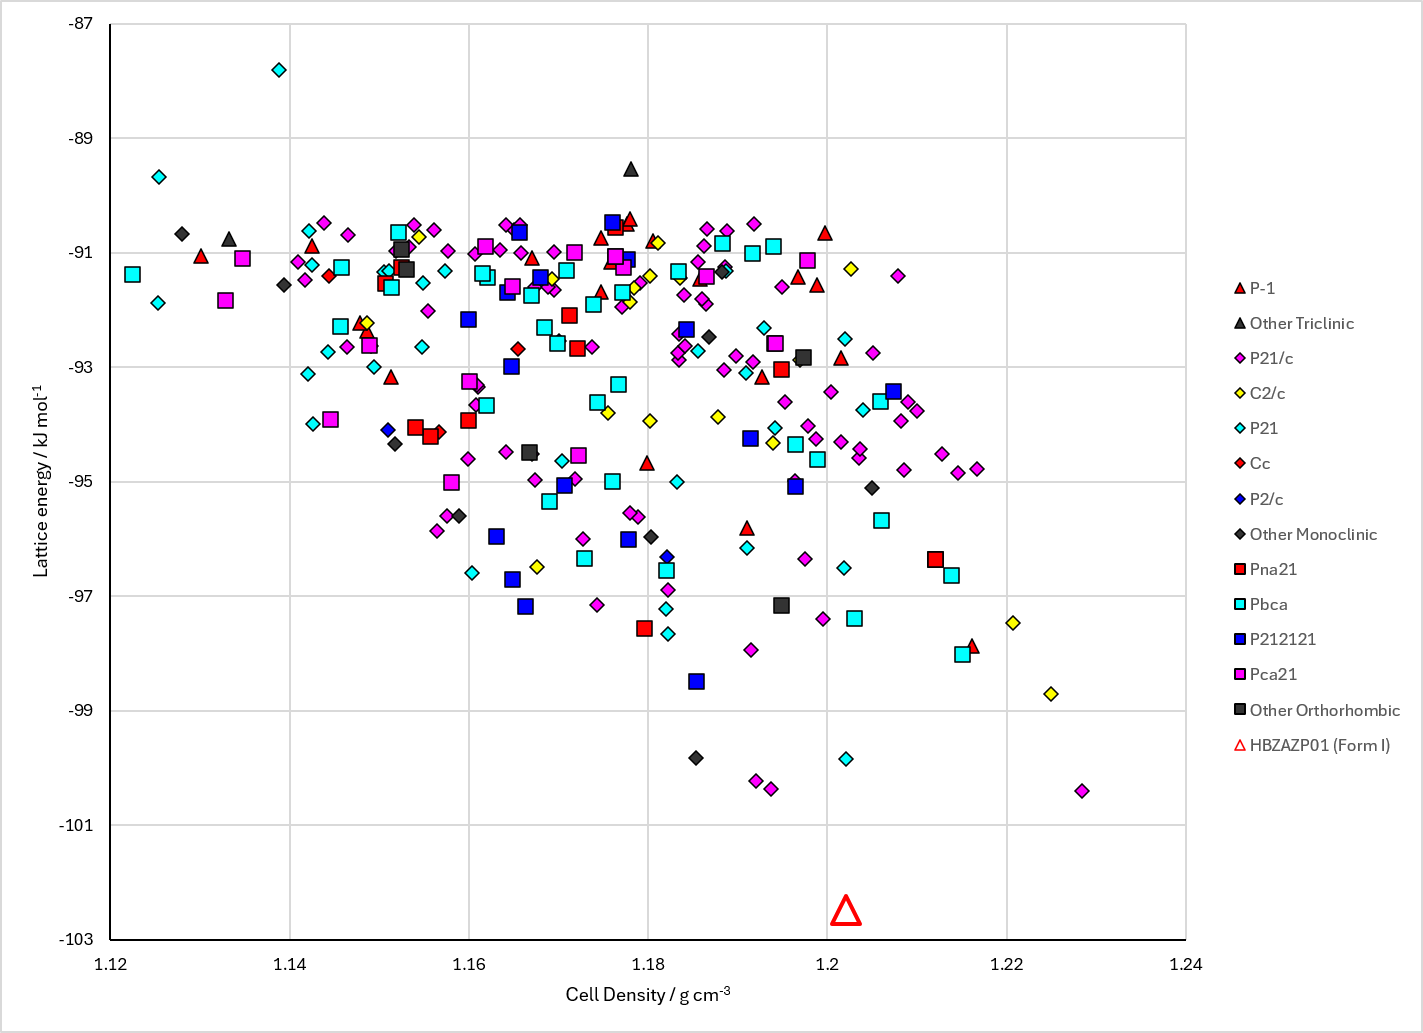 -87
-89
-91
-93
-95
-97
-99
-101
-103
Lattice energy / kJ mol⁻¹
1.12 1.14 1.16 1.18 1.2 1.22 1.24
Cell Density / g cm⁻³
P-1
Other Triclinic
P21/c
C2/c
P21
Cc
P2/c
Other Monoclinic
Pna21
Pbca
P212121
Pca21
Other Orthorhombic
HBZAZP01 (Form I)